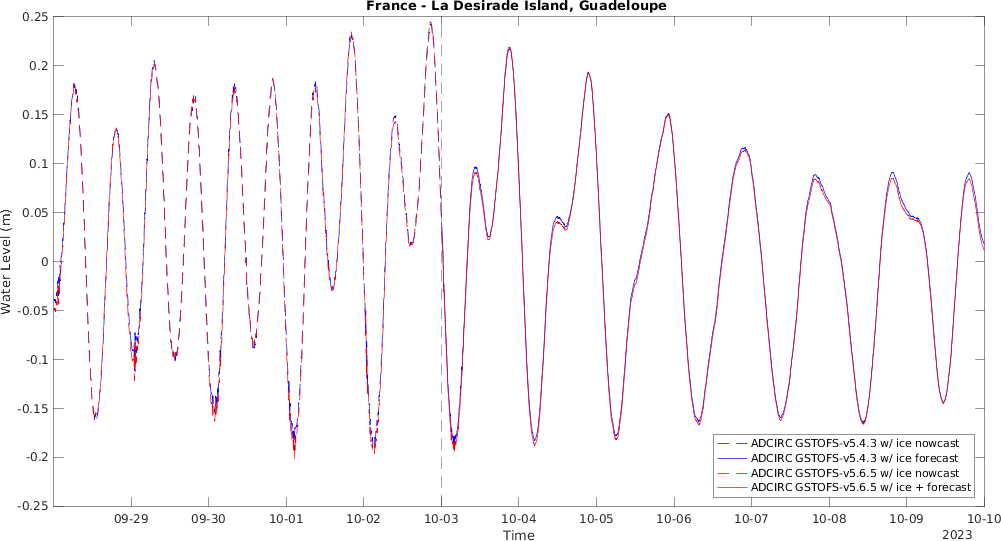 France - La Desirade Island, Guadeloupe
0.25
0.2
0.15
0.1
0.05
0
-0.05
-0.1
-0.15
-0.2
-0.25
Water Level (m)
ADCIRC GSTOFS-v5.4.3 w/ ice nowcast
ADCIRC GSTOFS-v5.4.3 w/ ice forecast
ADCIRC GSTOFS-v5.6.5 w/ ice nowcast
ADCIRC GSTOFS-v5.6.5 w/ ice + forecast
09-29 09-30 10-01 10-02 10-03 10-04 10-05 10-06 10-07 10-08 10-09 10-10
Time
2023